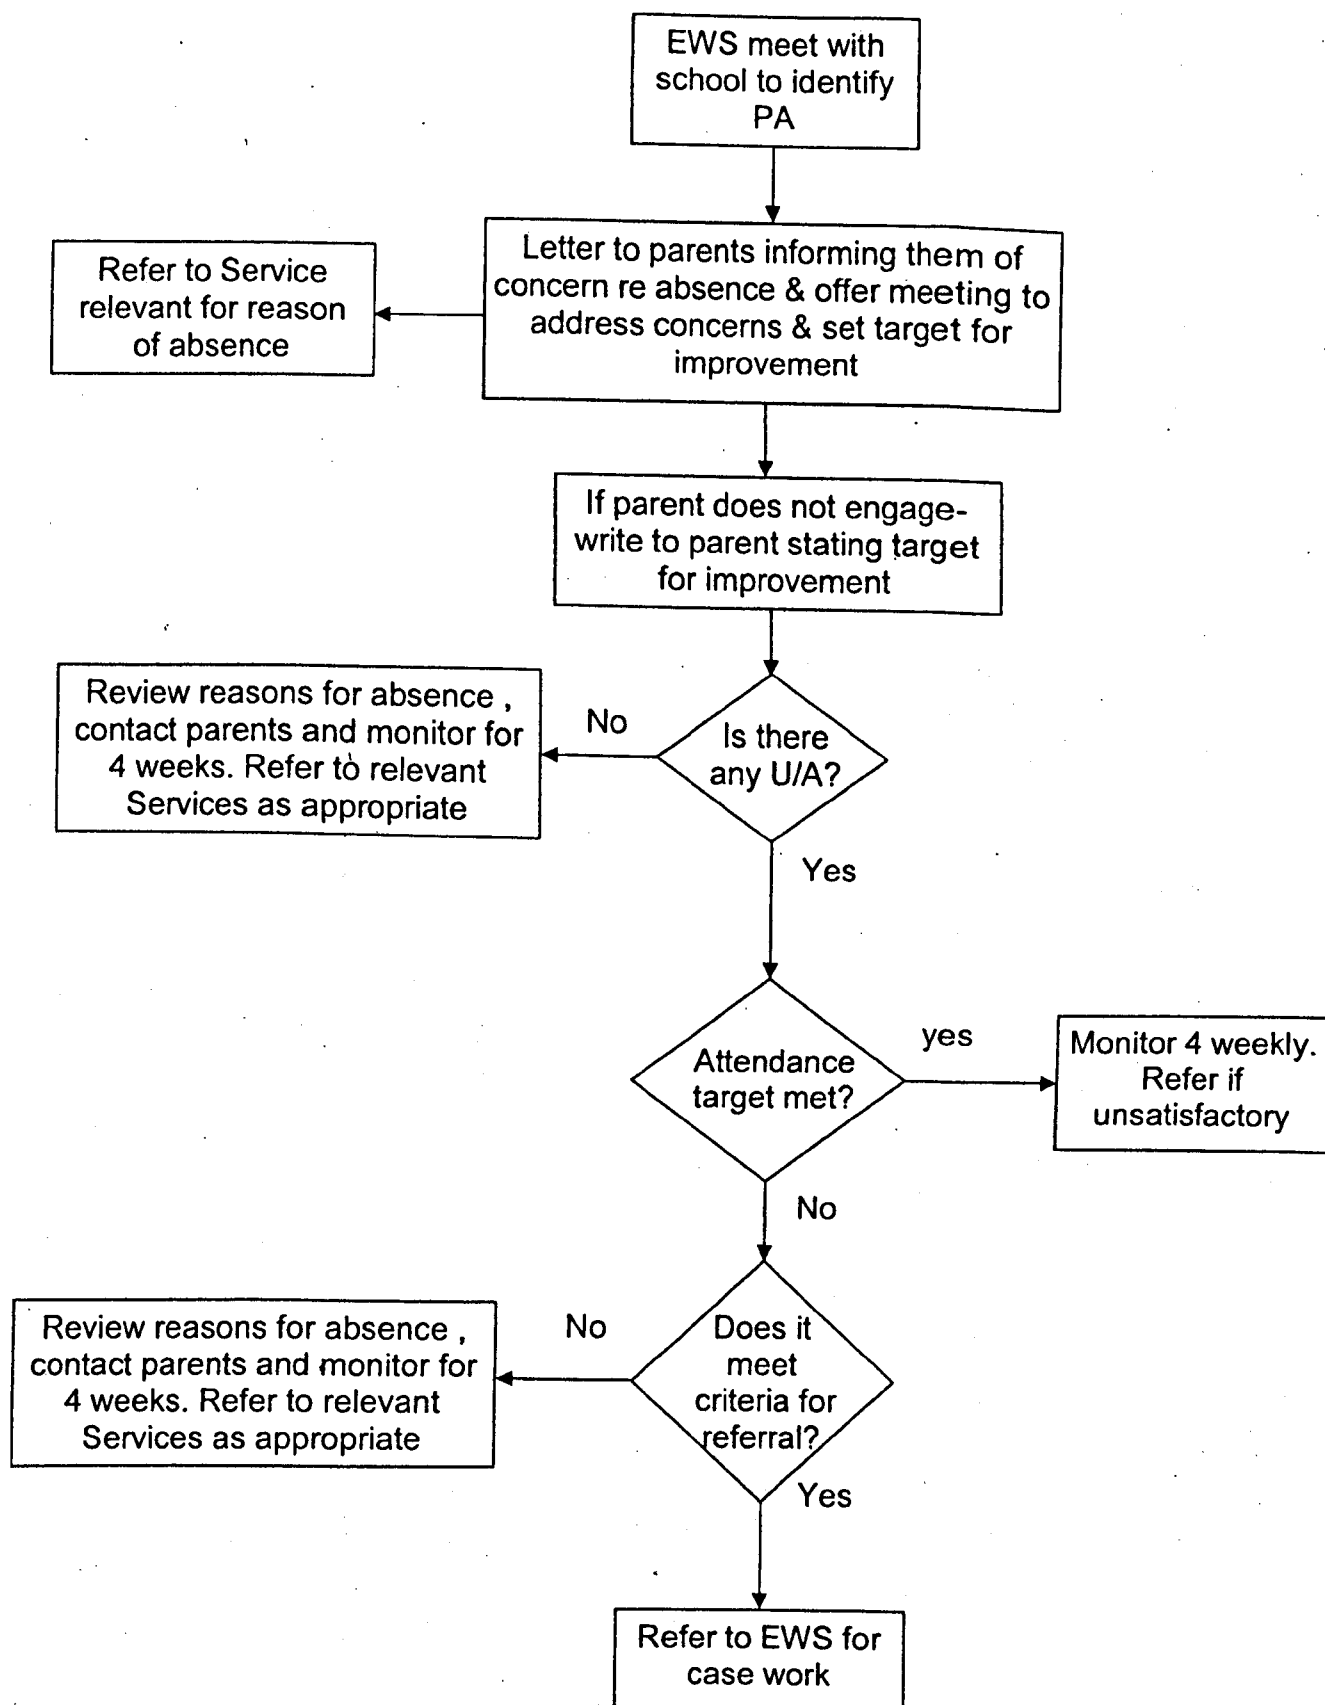 EWS meet with
school to identify
PA
Letter to parents informing them of
concern re absence & offer meeting to
address concerns & set target for
improvement
Refer to Service
relevant for reason
of absence
If parent does not engage-
write to parent stating target
for improvement
Is there
any U/A?
No
Review reasons for absence ,
contact parents and monitor for
4 weeks. Refer to relevant
Services as appropriate
Yes
Attendance
target met?
yes
Monitor 4 weekly.
Refer if
unsatisfactory
No
Does it
meet
criteria for
referral?
No
Review reasons for absence ,
contact parents and monitor for
4 weeks. Refer to relevant
Services as appropriate
Yes
Refer to EWS for
case work